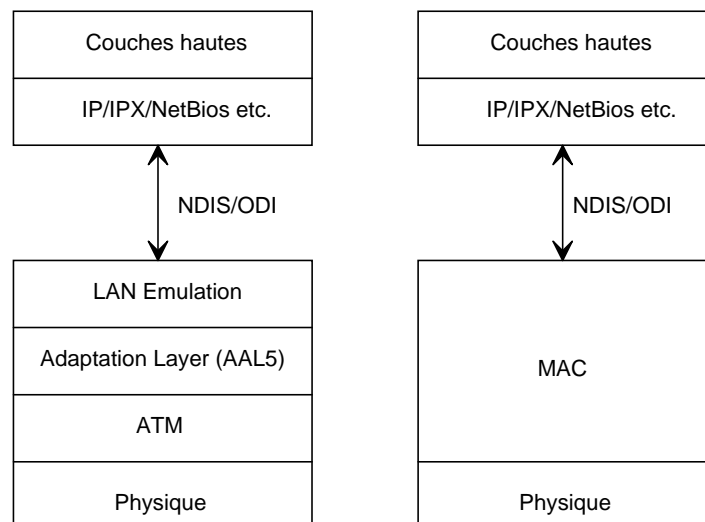 Couches hautes
IP/IPX/NetBios etc.
NDIS/ODI
LAN Emulation
Adaptation Layer (AAL5)
ATM
Physique
Couches hautes
IP/IPX/NetBios etc.
NDIS/ODI
MAC
Physique